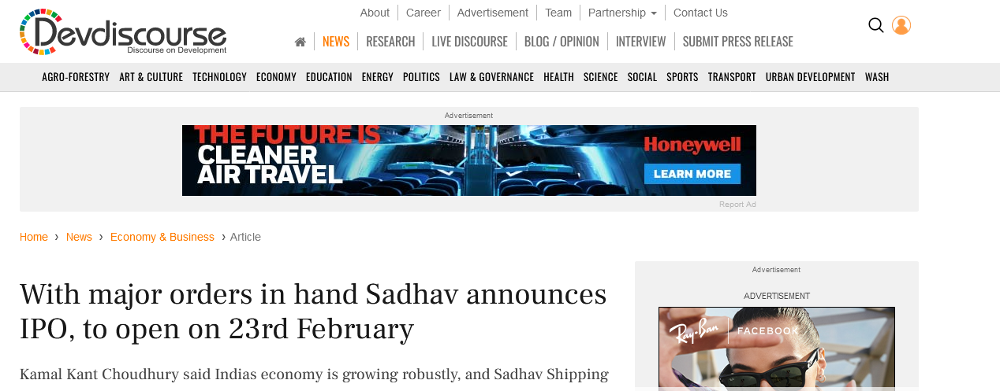 Devdiscourse
Discourse on Development
About Career Advertisement Team Partnership Contact Us
NEWS RESEARCH LIVE DISCOURSE BLOG / OPINION INTERVIEW SUBMIT PRESS RELEASE
AGRO-FORESTRY ART & CULTURE TECHNOLOGY ECONOMY EDUCATION ENERGY POLITICS LAW & GOVERNANCE HEALTH SCIENCE SOCIAL SPORTS TRANSPORT URBAN DEVELOPMENT WASH
Advertisement
THE FUTURE IS
CLEANER
AIR TRAVEL
Honeywell
LEARN MORE
Report Ad
Home › News › Economy & Business › Article
With major orders in hand Sadhav announces
IPO, to open on 23rd February
Kamal Kant Choudhury said Indias economy is growing robustly, and Sadhav Shipping
Advertisement
ADVERTISEMENT
Ray-Ban FACEBOOK